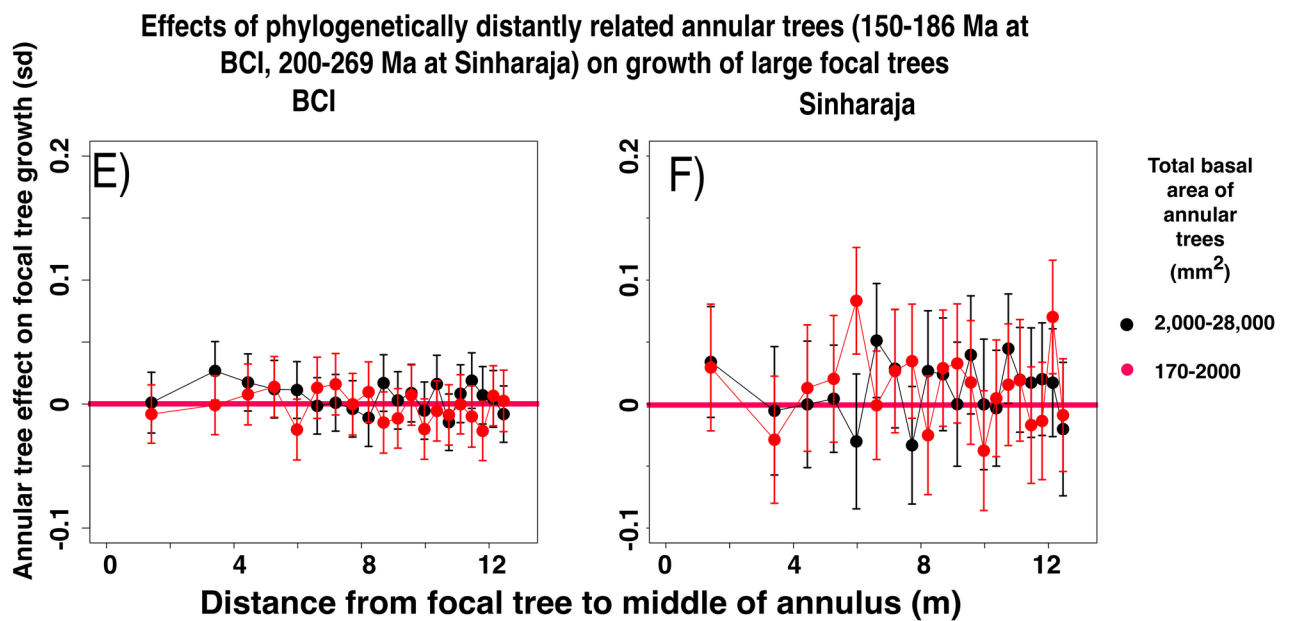 Effects of phylogenetically distantly related annular trees (150-186 Ma at
BCI, 200-269 Ma at Sinharaja) on growth of large focal trees
BCI
Sinharaja
Annular tree effect on focal tree growth (sd)
E)
0.2
0.1
0
-0.1
0 4 8 12
F)
0.2
0.1
0
-0.1
0 4 8 12
Distance from focal tree to middle of annulus (m)
Total basal
area of
annular
trees
(mm²)
2,000-28,000
170-2000